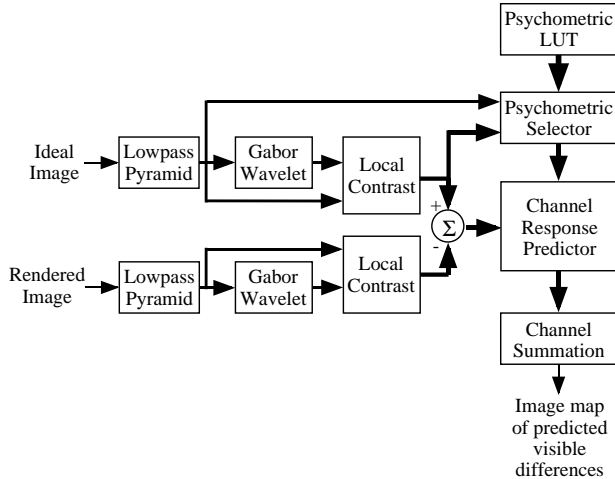 Psychometric
LUT
Psychometric
Selector
Ideal
Image
Lowpass
Pyramid
Gabor
Wavelet
Local
Contrast
+
Σ
-
Channel
Response
Predictor
Rendered
Image
Lowpass
Pyramid
Gabor
Wavelet
Local
Contrast
Channel
Summation
Image map
of predicted
visible
differences